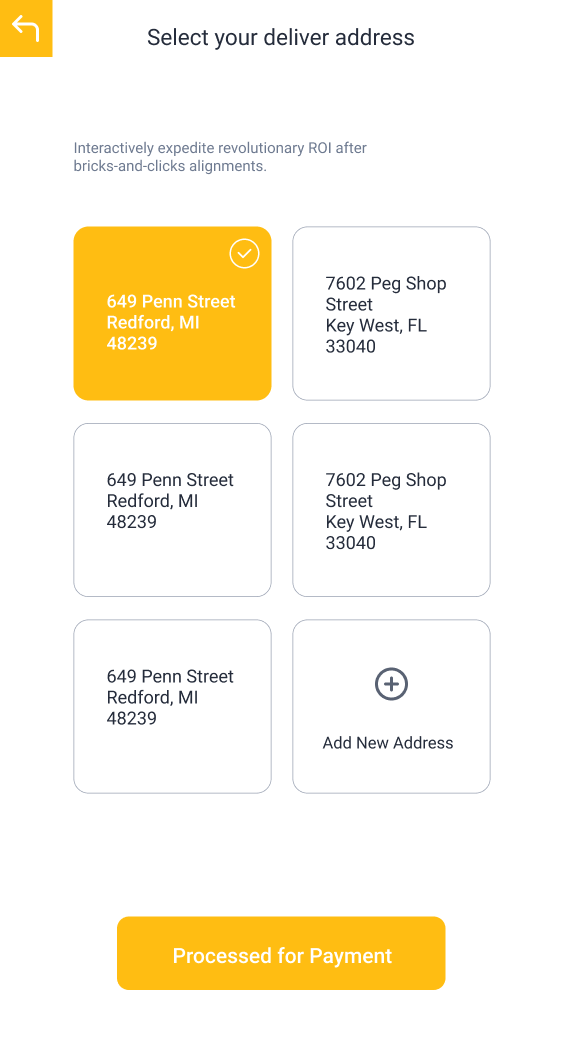 Select your deliver address
Interactively expedite revolutionary ROI after
bricks-and-clicks alignments.
649 Penn Street
Redford, MI
48239
7602 Peg Shop
Street
Key West, FL
33040
649 Penn Street
Redford, MI
48239
7602 Peg Shop
Street
Key West, FL
33040
649 Penn Street
Redford, MI
48239
Add New Address
Processed for Payment